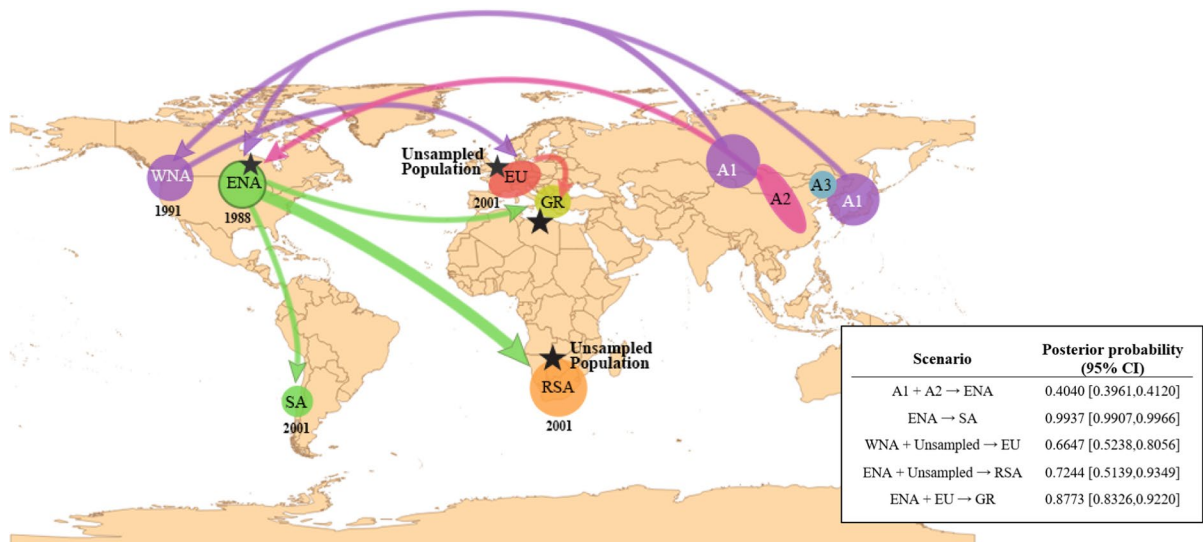 WNA
1991
ENA
1988
Unsampled
Population
EU
2001
GR
A1
A2
A3
A1
SA
2001
Unsampled
Population
RSA
2001
Scenario Posterior probability
(95% CI)
A1 + A2 → ENA 0.4040 [0.3961,0.4120]
ENA → SA 0.9937 [0.9907,0.9966]
WNA + Unsampled → EU 0.6647 [0.5238,0.8056]
ENA + Unsampled → RSA 0.7244 [0.5139,0.9349]
ENA + EU → GR 0.8773 [0.8326,0.9220]